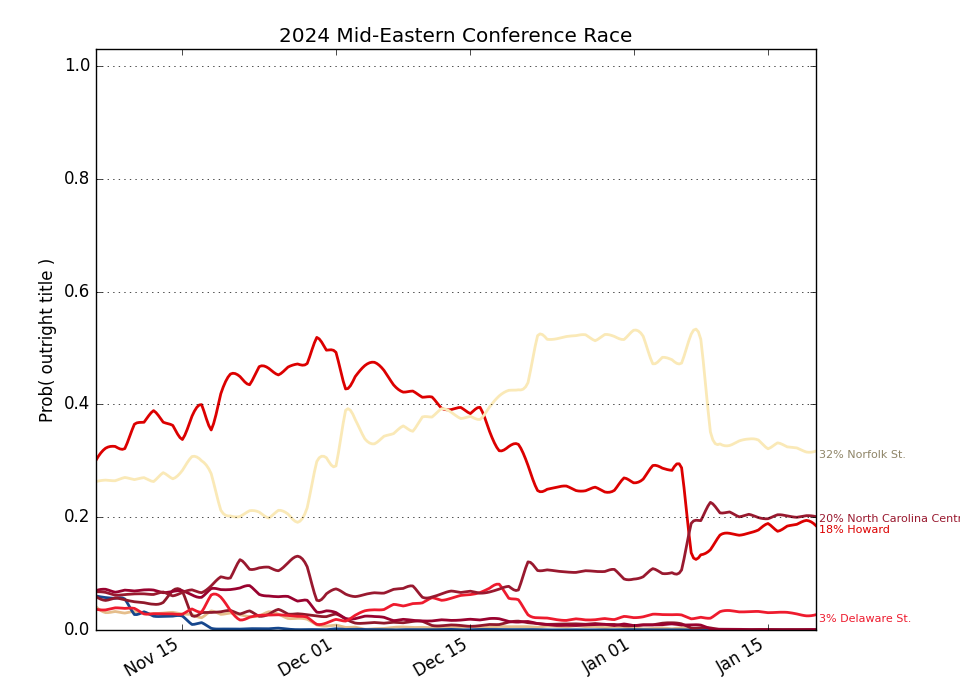 2024 Mid-Eastern Conference Race
Prob( outright title )
1.0
0.8
0.6
0.4
0.2
0.0
32% Norfolk St.
20% North Carolina Centr
18% Howard
3% Delaware St.
Nov 15
Dec 01
Dec 15
Jan 01
Jan 15